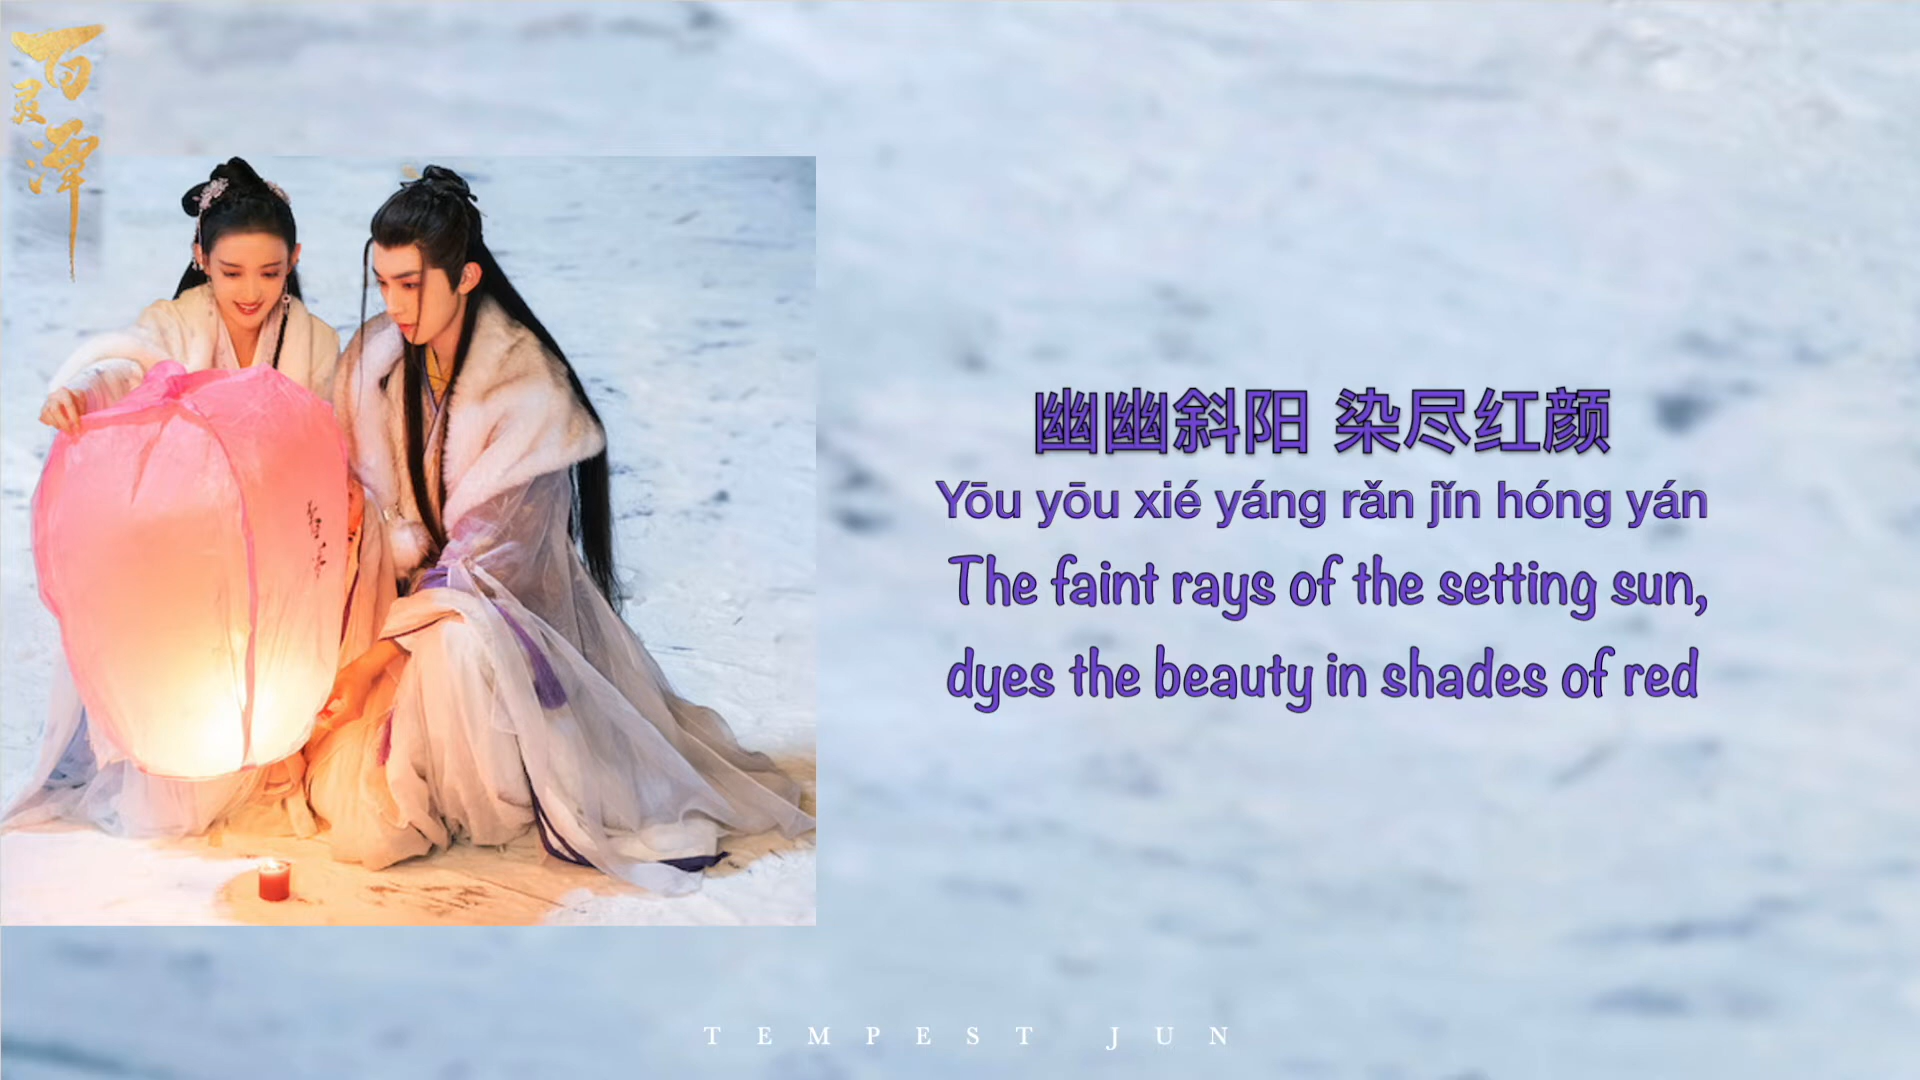 百灵潭
幽幽斜阳 染尽红颜
Yōu yōu xié yáng rǎn jǐn hóng yán
The faint rays of the setting sun,
dyes the beauty in shades of red
TEMPEST JUN